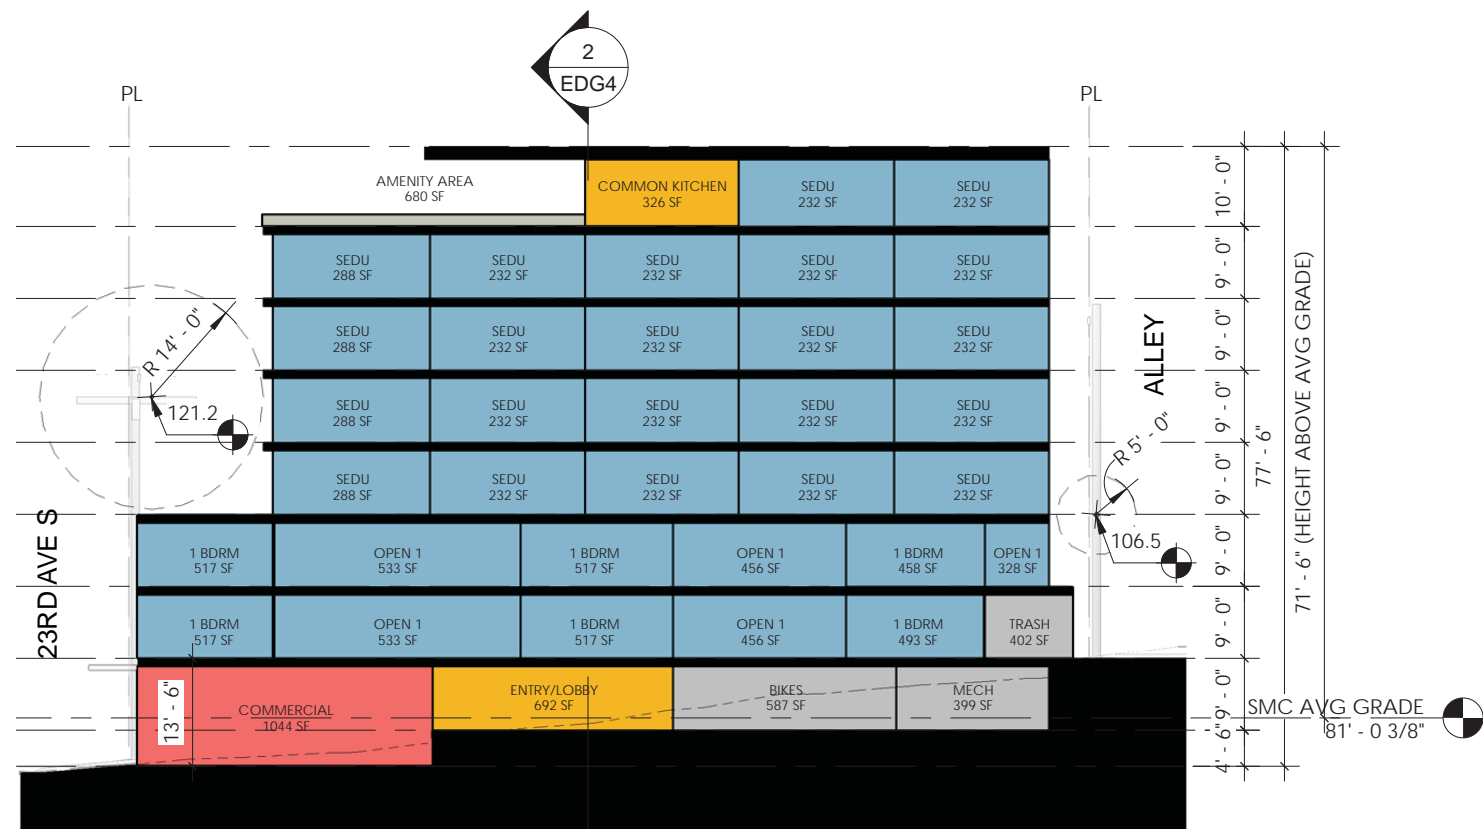 2
EDG4
PL
PL
AMENITY AREA
680 SF
COMMON KITCHEN
326 SF
SEDU
232 SF
SEDU
232 SF
10' - 0"
SEDU
288 SF
SEDU
232 SF
SEDU
232 SF
SEDU
232 SF
SEDU
232 SF
9' - 0"
SEDU
288 SF
SEDU
232 SF
SEDU
232 SF
SEDU
232 SF
SEDU
232 SF
9' - 0"
R 14' - 0"
121.2
SEDU
288 SF
SEDU
232 SF
SEDU
232 SF
SEDU
232 SF
SEDU
232 SF
9' - 0"
ALLEY
SEDU
288 SF
SEDU
232 SF
SEDU
232 SF
SEDU
232 SF
SEDU
232 SF
9' - 0"
R 5' - 0"
106.5
77' - 6"
71' - 6" (HEIGHT ABOVE AVG GRADE)
23RD AVE S
1 BDRM
517 SF
OPEN 1
533 SF
1 BDRM
517 SF
OPEN 1
456 SF
1 BDRM
458 SF
OPEN 1
328 SF
9' - 0"
1 BDRM
517 SF
OPEN 1
533 SF
1 BDRM
517 SF
OPEN 1
456 SF
1 BDRM
493 SF
TRASH
402 SF
9' - 0"
13' - 6"
COMMERCIAL
1044 SF
ENTRY/LOBBY
692 SF
BIKES
587 SF
MECH
399 SF
9' - 0"
4' - 6"
SMC AVG GRADE
81' - 0 3/8"